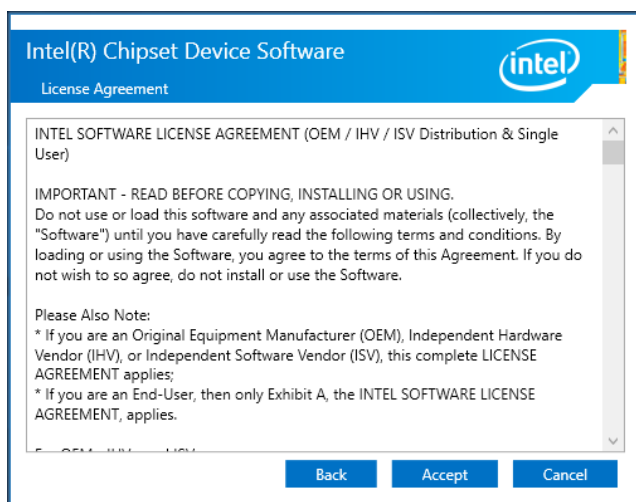 Intel(R) Chipset Device Software
intel
License Agreement
INTEL SOFTWARE LICENSE AGREEMENT (OEM / IHV / ISV Distribution & Single
User)
IMPORTANT - READ BEFORE COPYING, INSTALLING OR USING.
Do not use or load this software and any associated materials (collectively, the
"Software") until you have carefully read the following terms and conditions. By
loading or using the Software, you agree to the terms of this Agreement. If you do
not wish to so agree, do not install or use the Software.
Please Also Note:
* If you are an Original Equipment Manufacturer (OEM), Independent Hardware
Vendor (IHV), or Independent Software Vendor (ISV), this complete LICENSE
AGREEMENT applies;
* If you are an End-User, then only Exhibit A, the INTEL SOFTWARE LICENSE
AGREEMENT, applies.
Back Accept Cancel